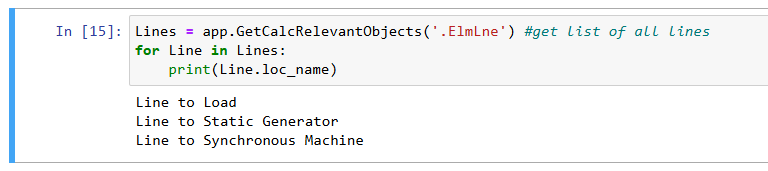 In [15]: Lines = app.GetCalcRelevantObjects('.ElmLne') #get list of all lines
for Line in Lines:
    print(Line.loc_name)
Line to Load
Line to Static Generator
Line to Synchronous Machine